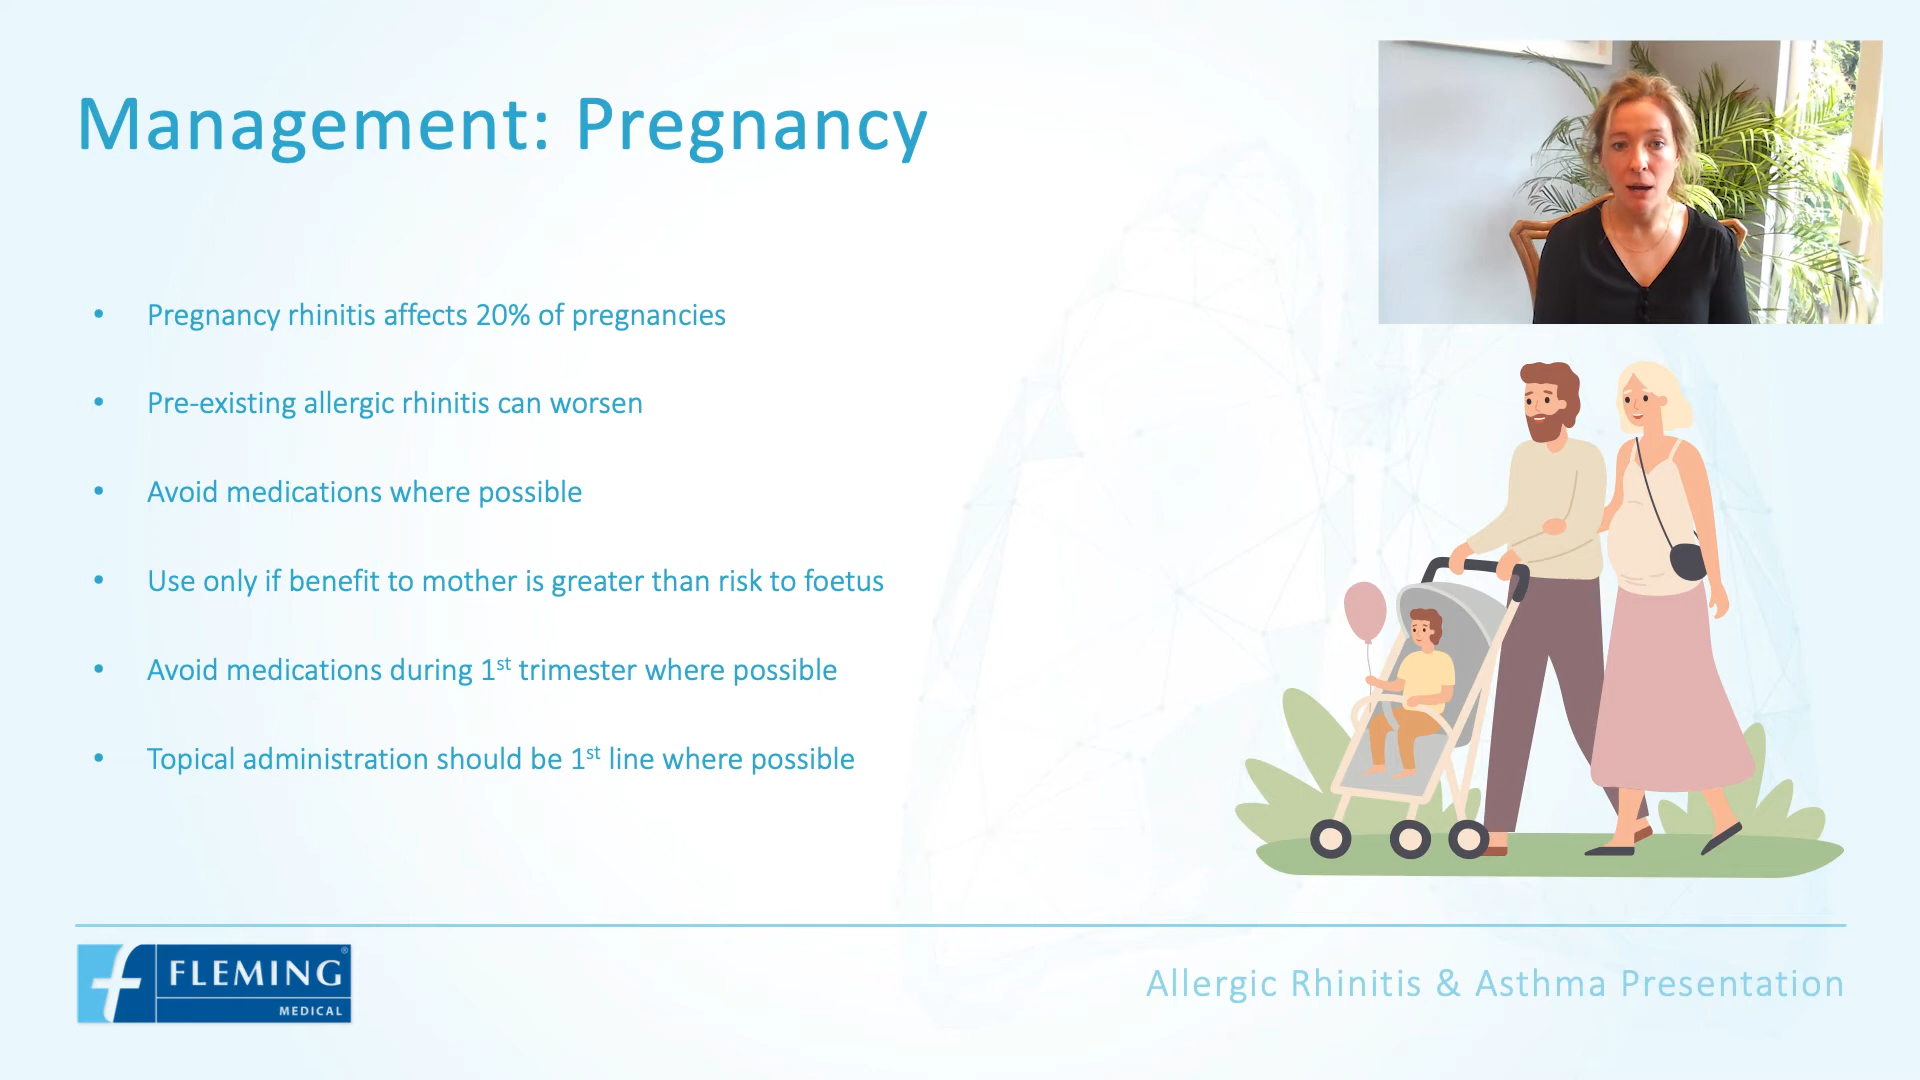 Management: Pregnancy
• Pregnancy rhinitis affects 20% of pregnancies
• Pre-existing allergic rhinitis can worsen
• Avoid medications where possible
• Use only if benefit to mother is greater than risk to foetus
• Avoid medications during 1st trimester where possible
• Topical administration should be 1st line where possible
FLEMING®
MEDICAL
Allergic Rhinitis & Asthma Presentation